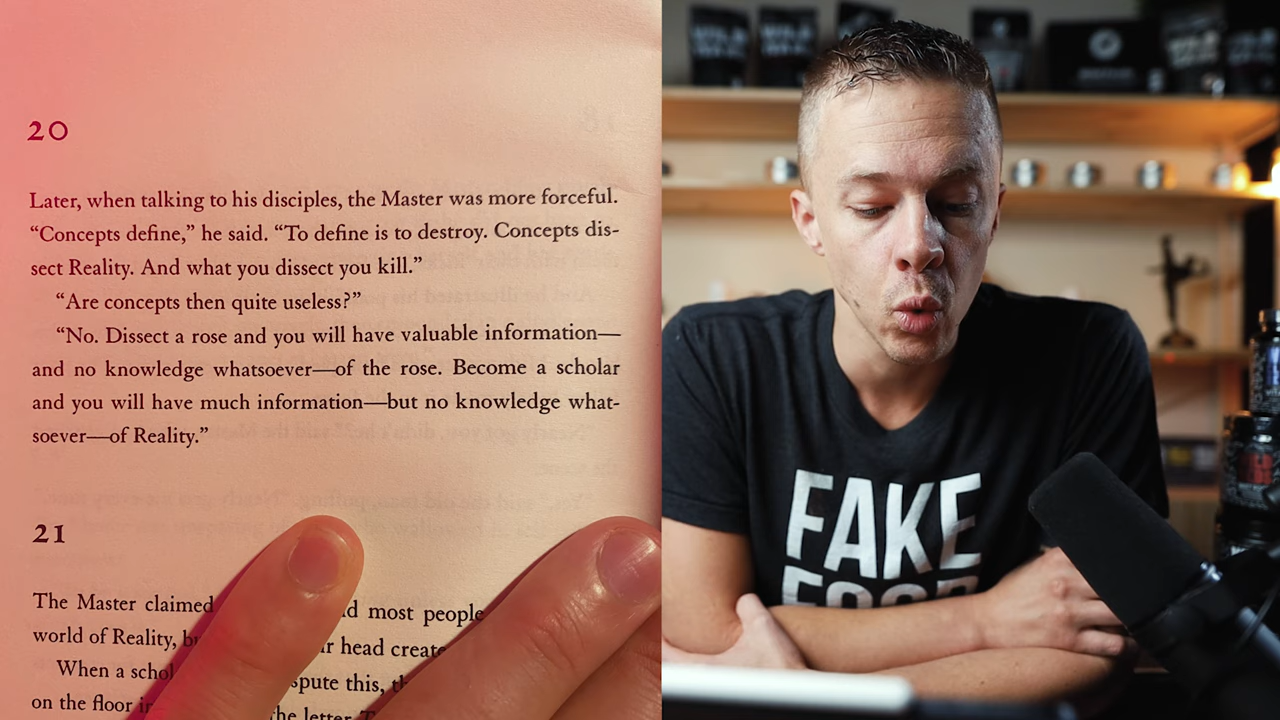 20
Later, when talking to his disciples, the Master was more forceful.
“Concepts define,” he said. “To define is to destroy. Concepts dis-
sect Reality. And what you dissect you kill.”
“Are concepts then quite useless?”
“No. Dissect a rose and you will have valuable information—
and no knowledge whatsoever—of the rose. Become a scholar
and you will have much information—but no knowledge what-
soever—of Reality.”
21
The Master claimed d most people
world of Reality, head create
When a spute this,
on the floor the letter
FAKE
FOOD